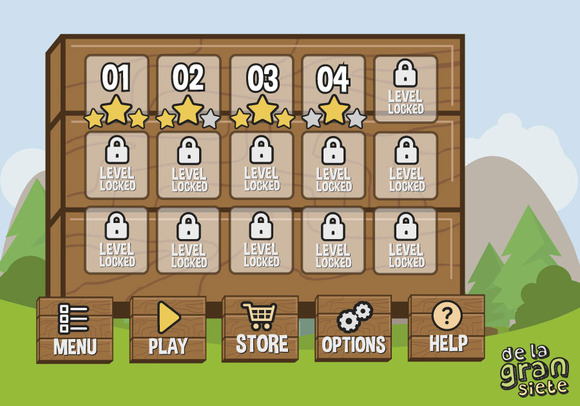 01 02 03 04 LEVEL LOCKED
LEVEL LOCKED LEVEL LOCKED LEVEL LOCKED LEVEL LOCKED LEVEL LOCKED
LEVEL LOCKED LEVEL LOCKED LEVEL LOCKED LEVEL LOCKED LEVEL LOCKED
MENU PLAY STORE OPTIONS ? HELP
de la
gran
siete